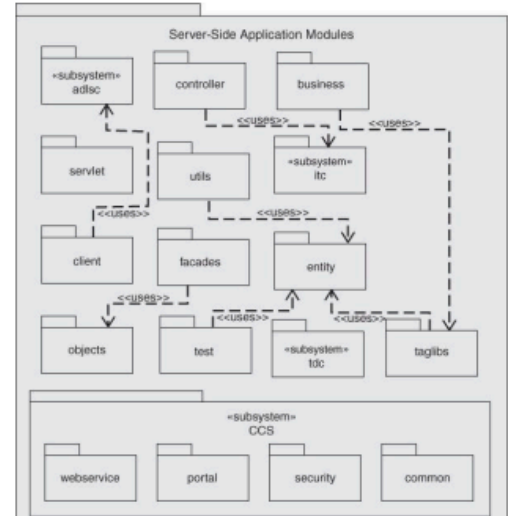 Server-Side Application Modules
«subsystem»
adlsc
controller
business
<<uses>>
<<uses>>
servlet
utils
«subsystem»
itc
<<uses>>
<<uses>>
client
facades
entity
<<uses>>
<<uses>>
<<uses>>
objects
test
«subsystem»
tdc
taglibs
«subsystem»
CCS
webservice
portal
security
common